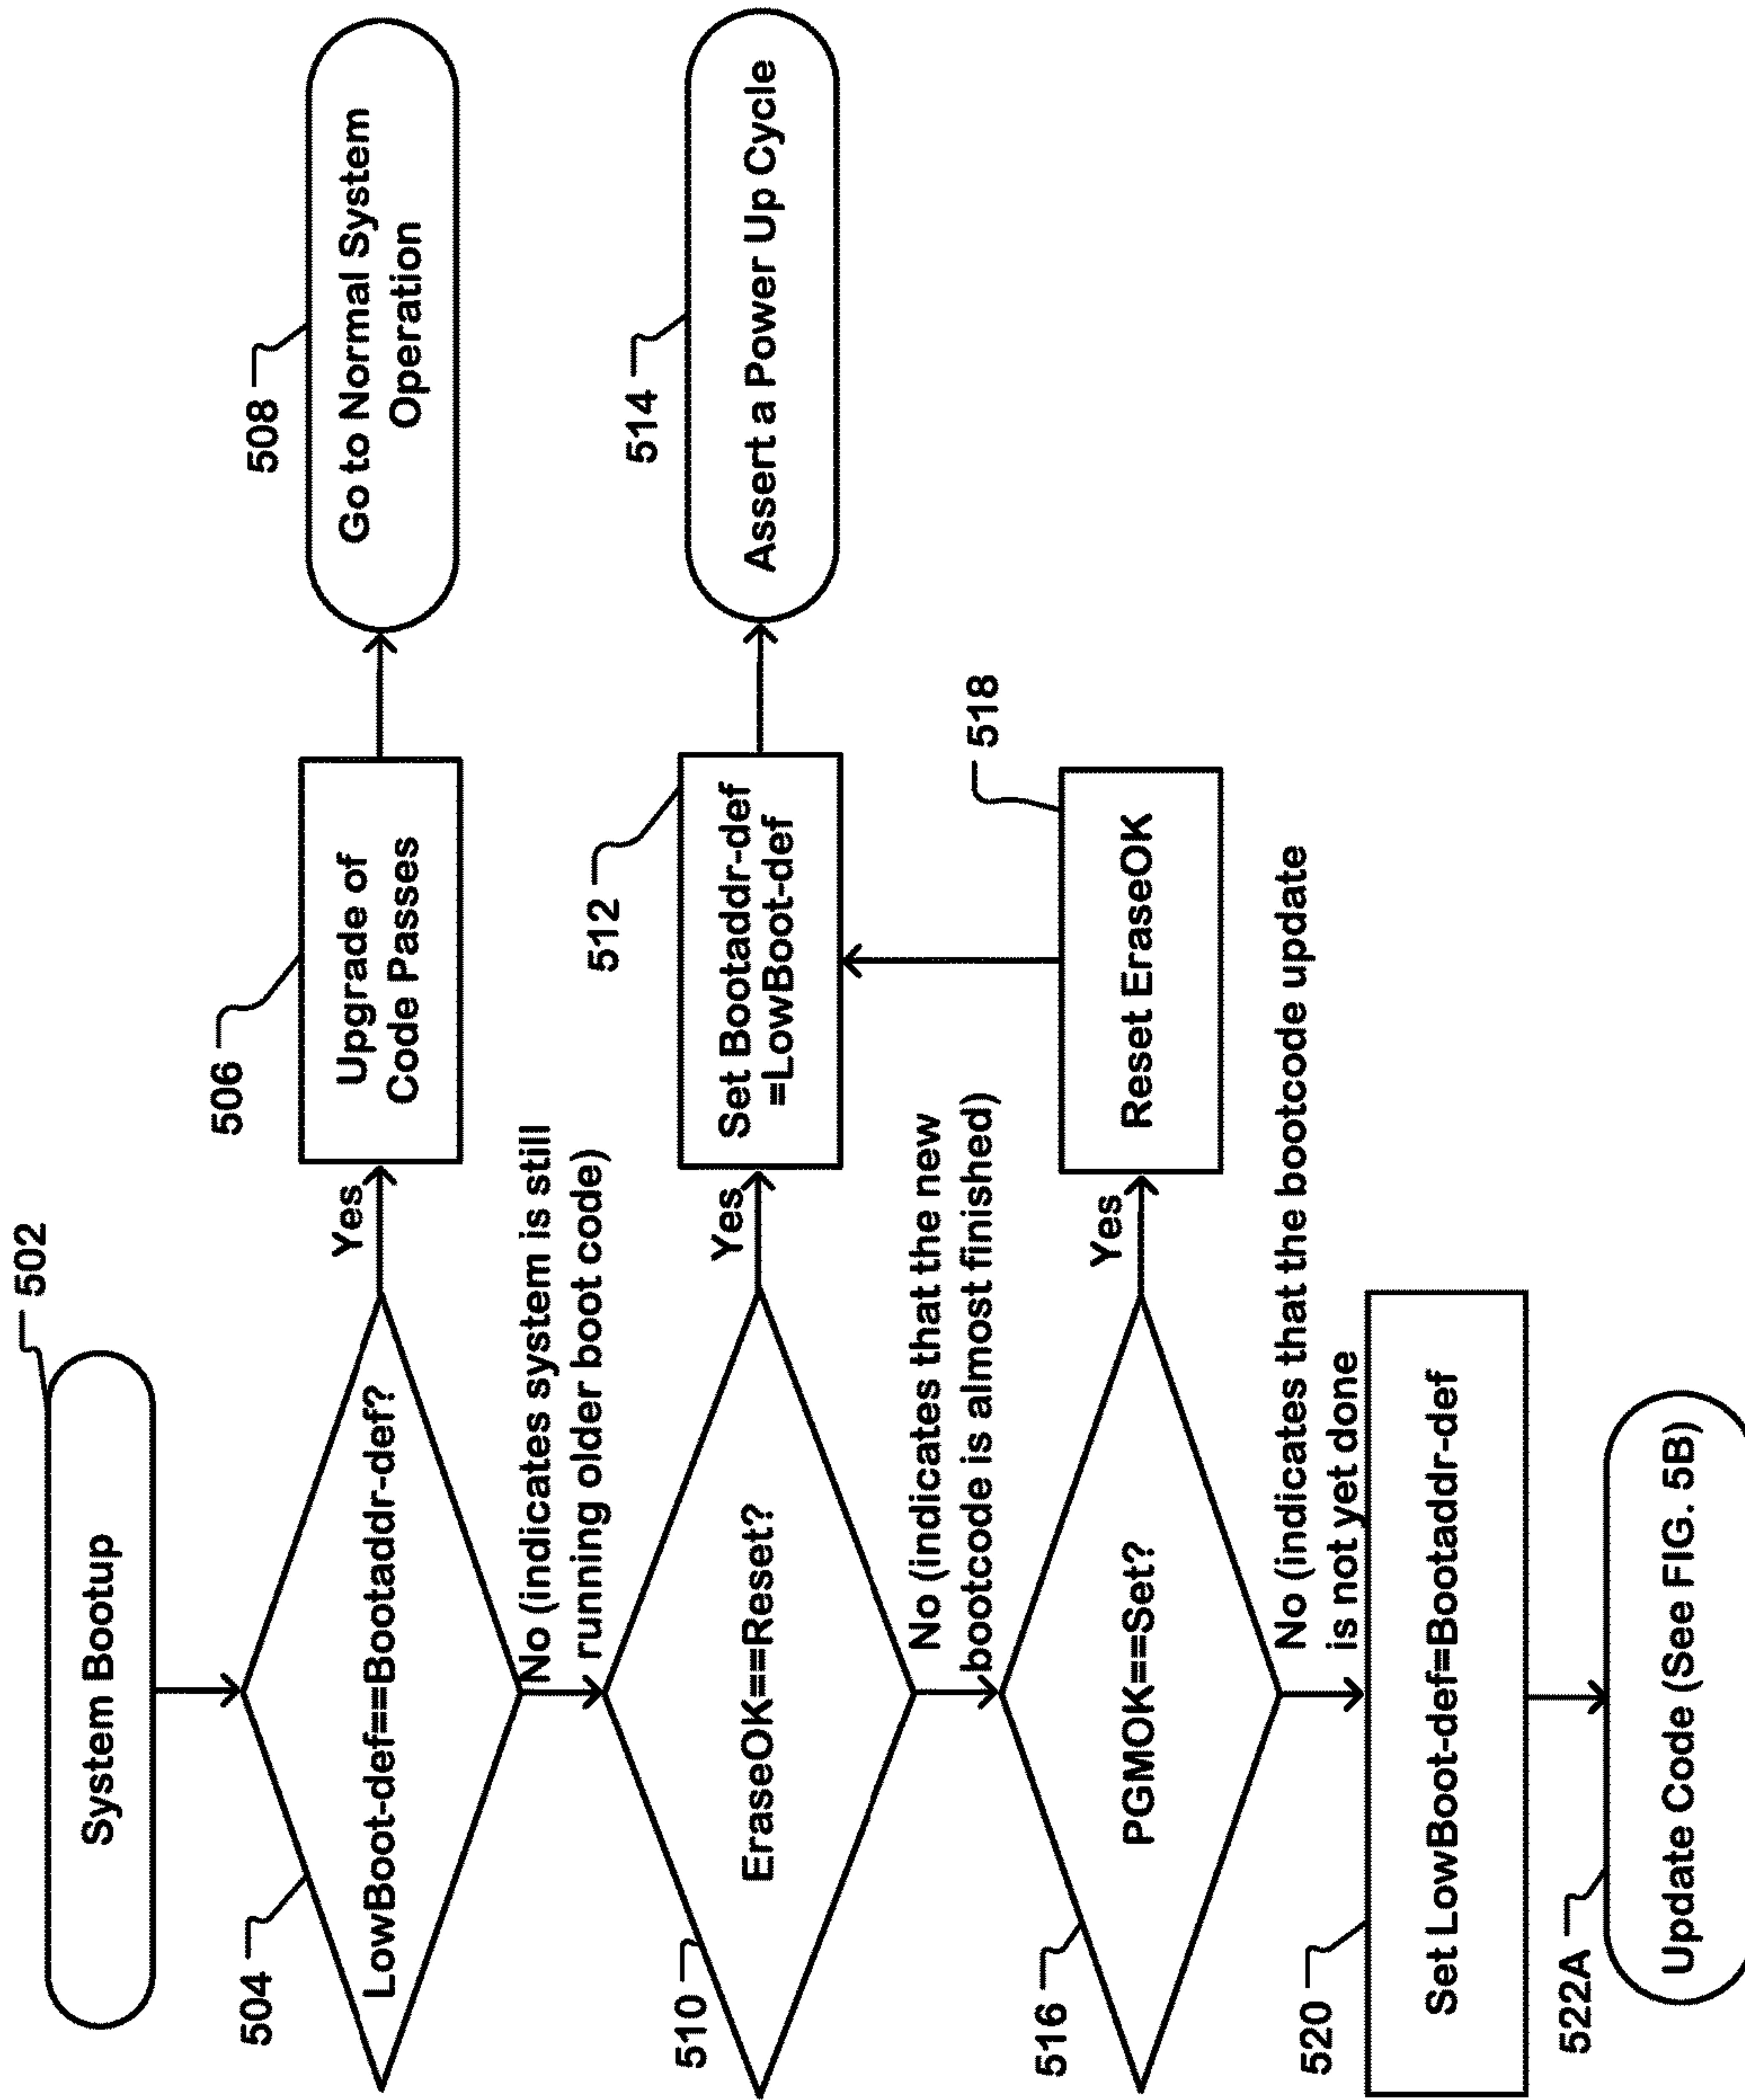 502
System Bootup
504
LowBoot-def==Bootaddr-def?
Yes
506
Upgrade of
Code Passes
508
Go to Normal System
Operation
No (indicates system is still
running older boot code)
510
EraseOK==Reset?
Yes
512
Set Bootaddr-def
=LowBoot-def
514
Assert a Power Up Cycle
No (indicates that the new
bootcode is almost finished)
516
PGMOK==Set?
Yes
518
Reset EraseOK
No (indicates that the bootcode update
is not yet done
520
Set LowBoot-def=Bootaddr-def
522A
Update Code (See FIG. 5B)